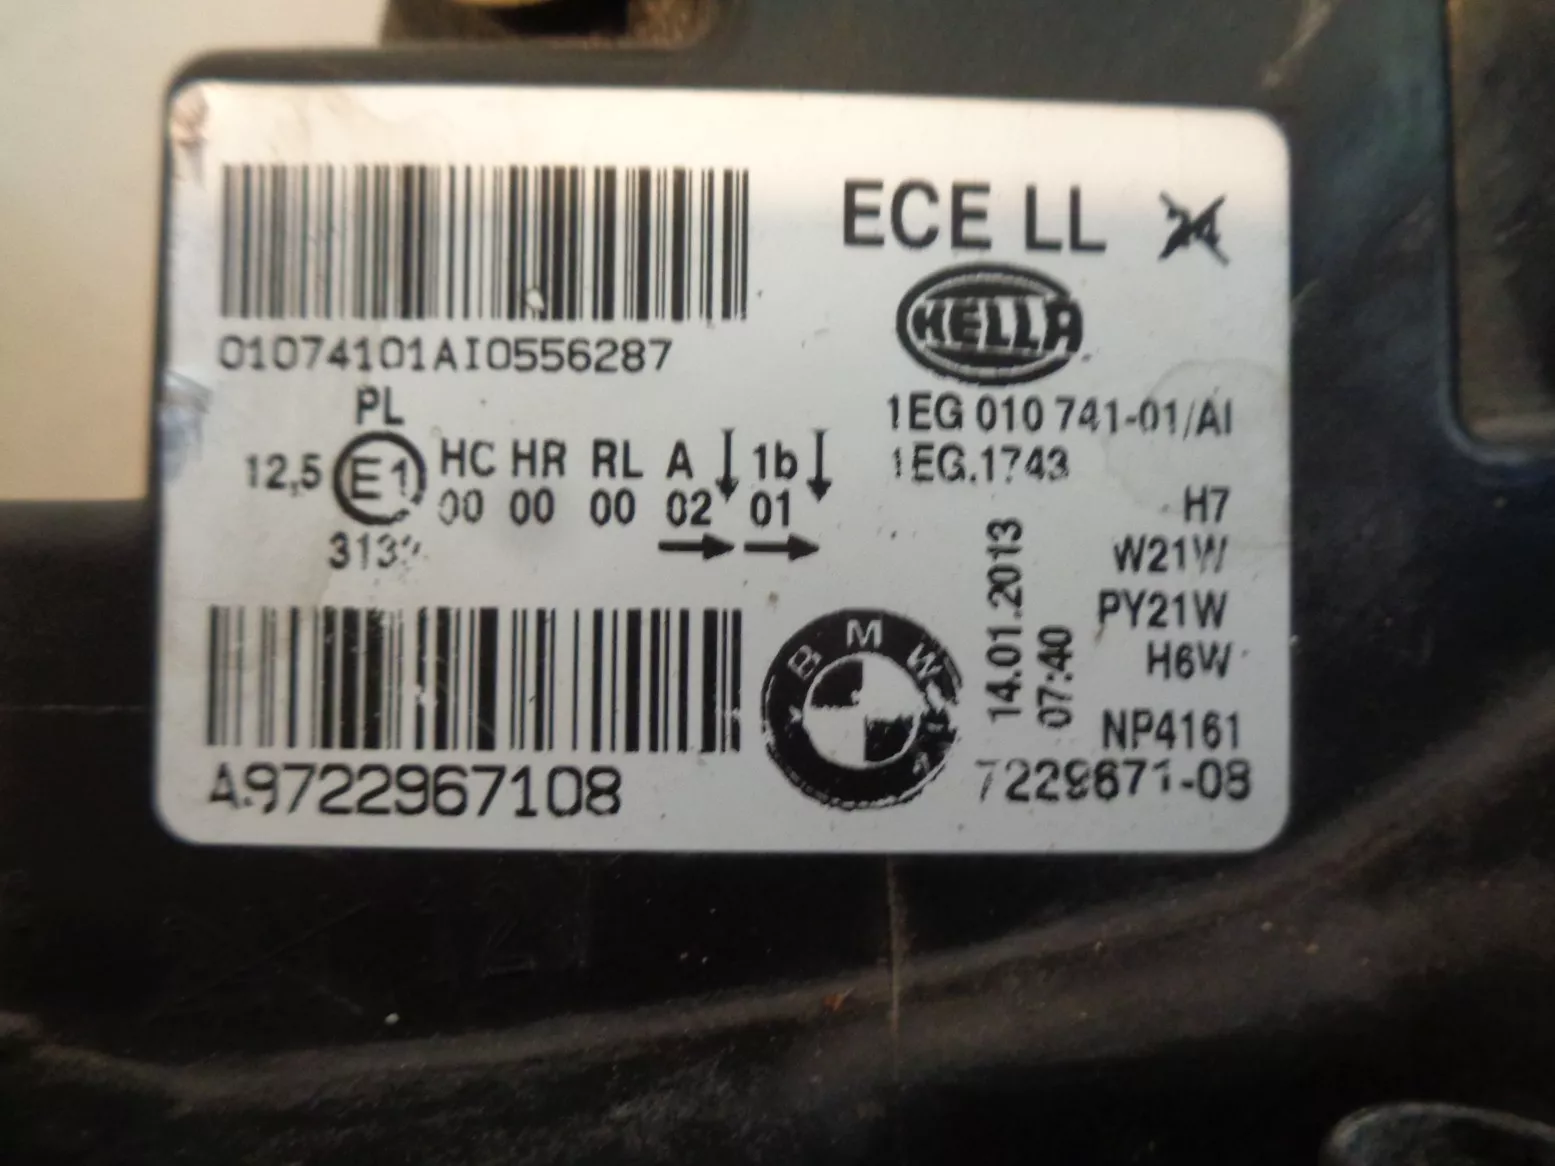 ECE LL 24
HELLA
01074101AI0556287
PL
12,5 E1 HC HR RL A 1b
00 00 00 02 01
1EG 010 741-01/AI
1EG.1743
H7
W21W
PY21W
H6W
14.01.2013
07:40
BMW
NP4161
7229671-08
A9722967108